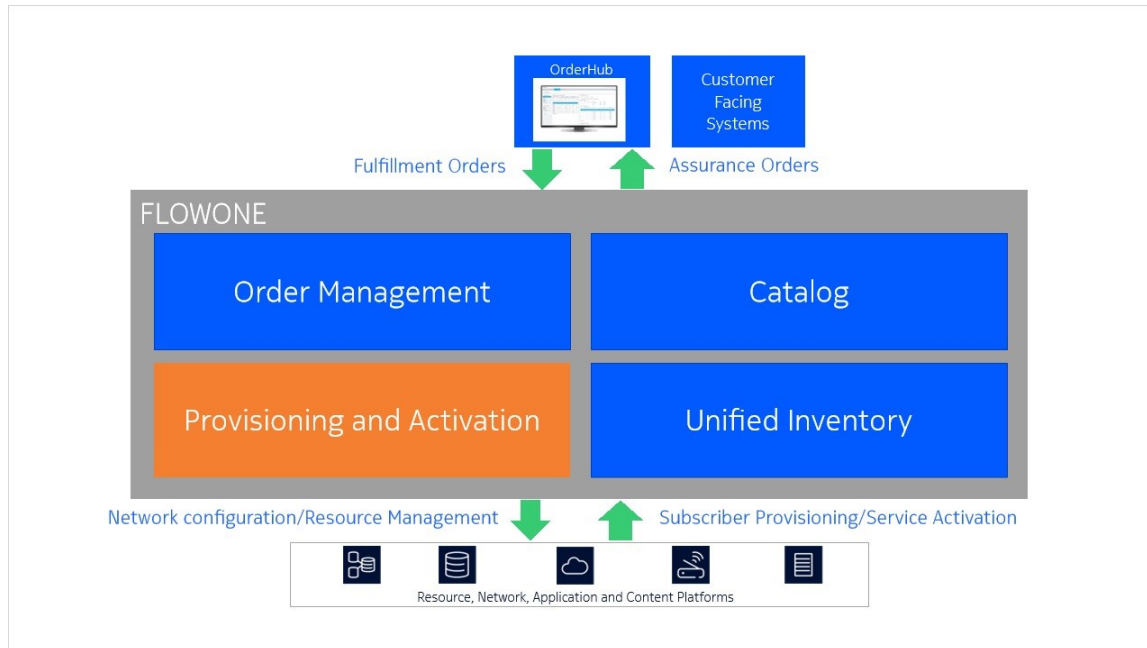 OrderHub
Customer
Facing
Systems
Fulfillment Orders
Assurance Orders
FLOWONE
Order Management
Catalog
Provisioning and Activation
Unified Inventory
Network configuration/Resource Management
Subscriber Provisioning/Service Activation
Resource, Network, Application and Content Platforms